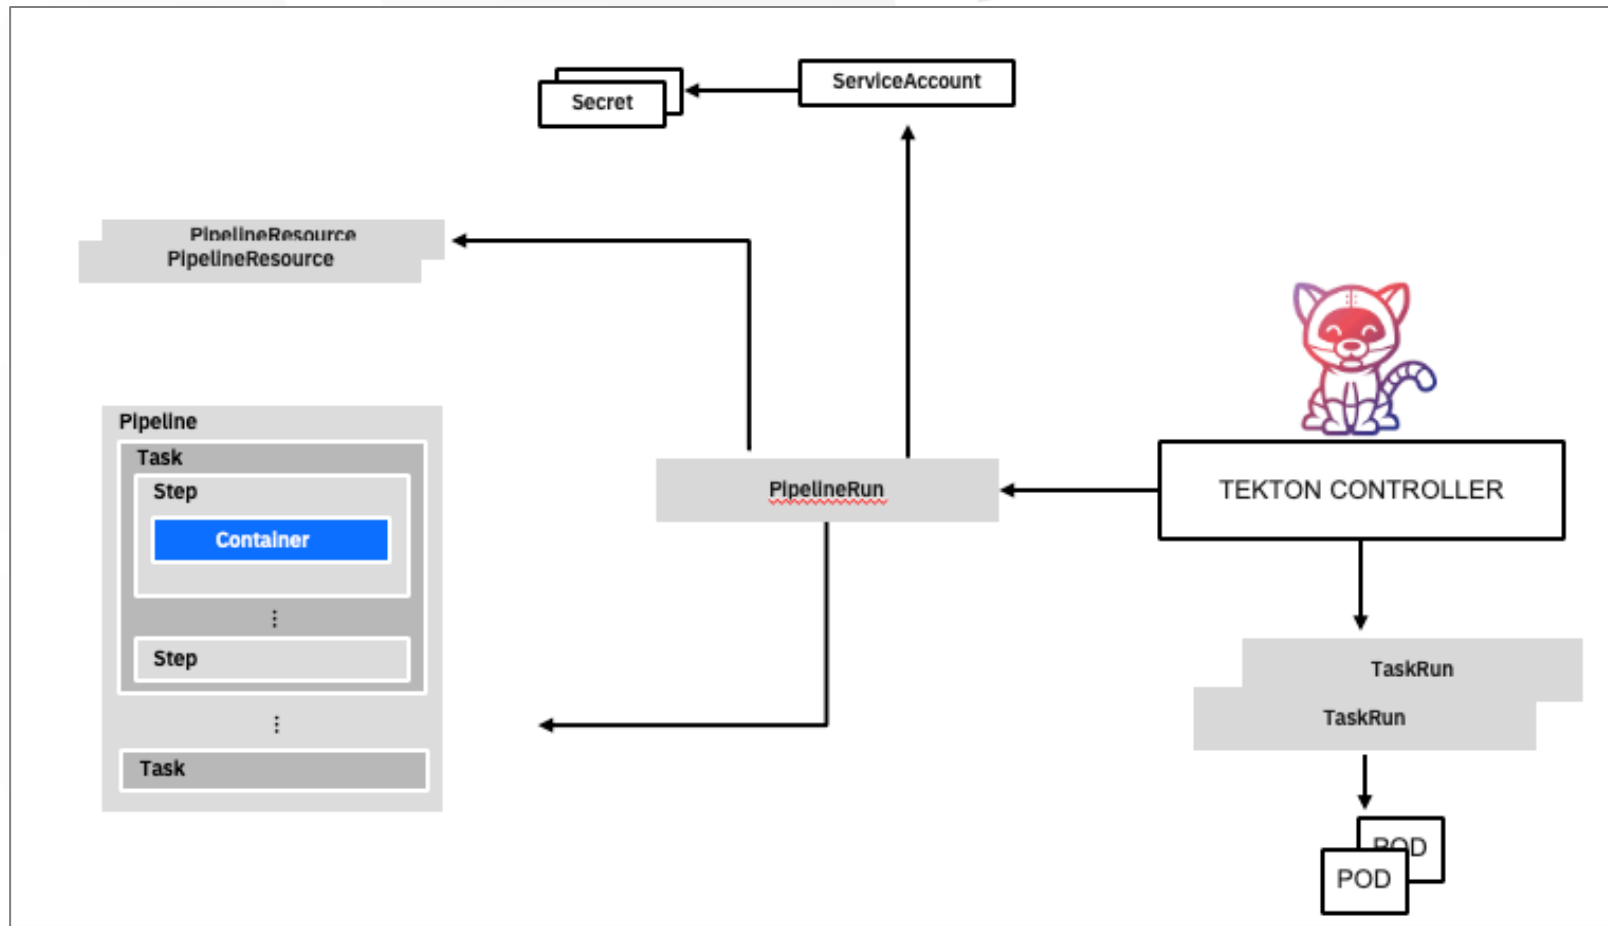 ServiceAccount
Secret
PipelineResource
PipelineResource
Pipeline
Task
Step
Container
Step
Task
PipelineRun
TEKTON CONTROLLER
TaskRun
TaskRun
POD
POD